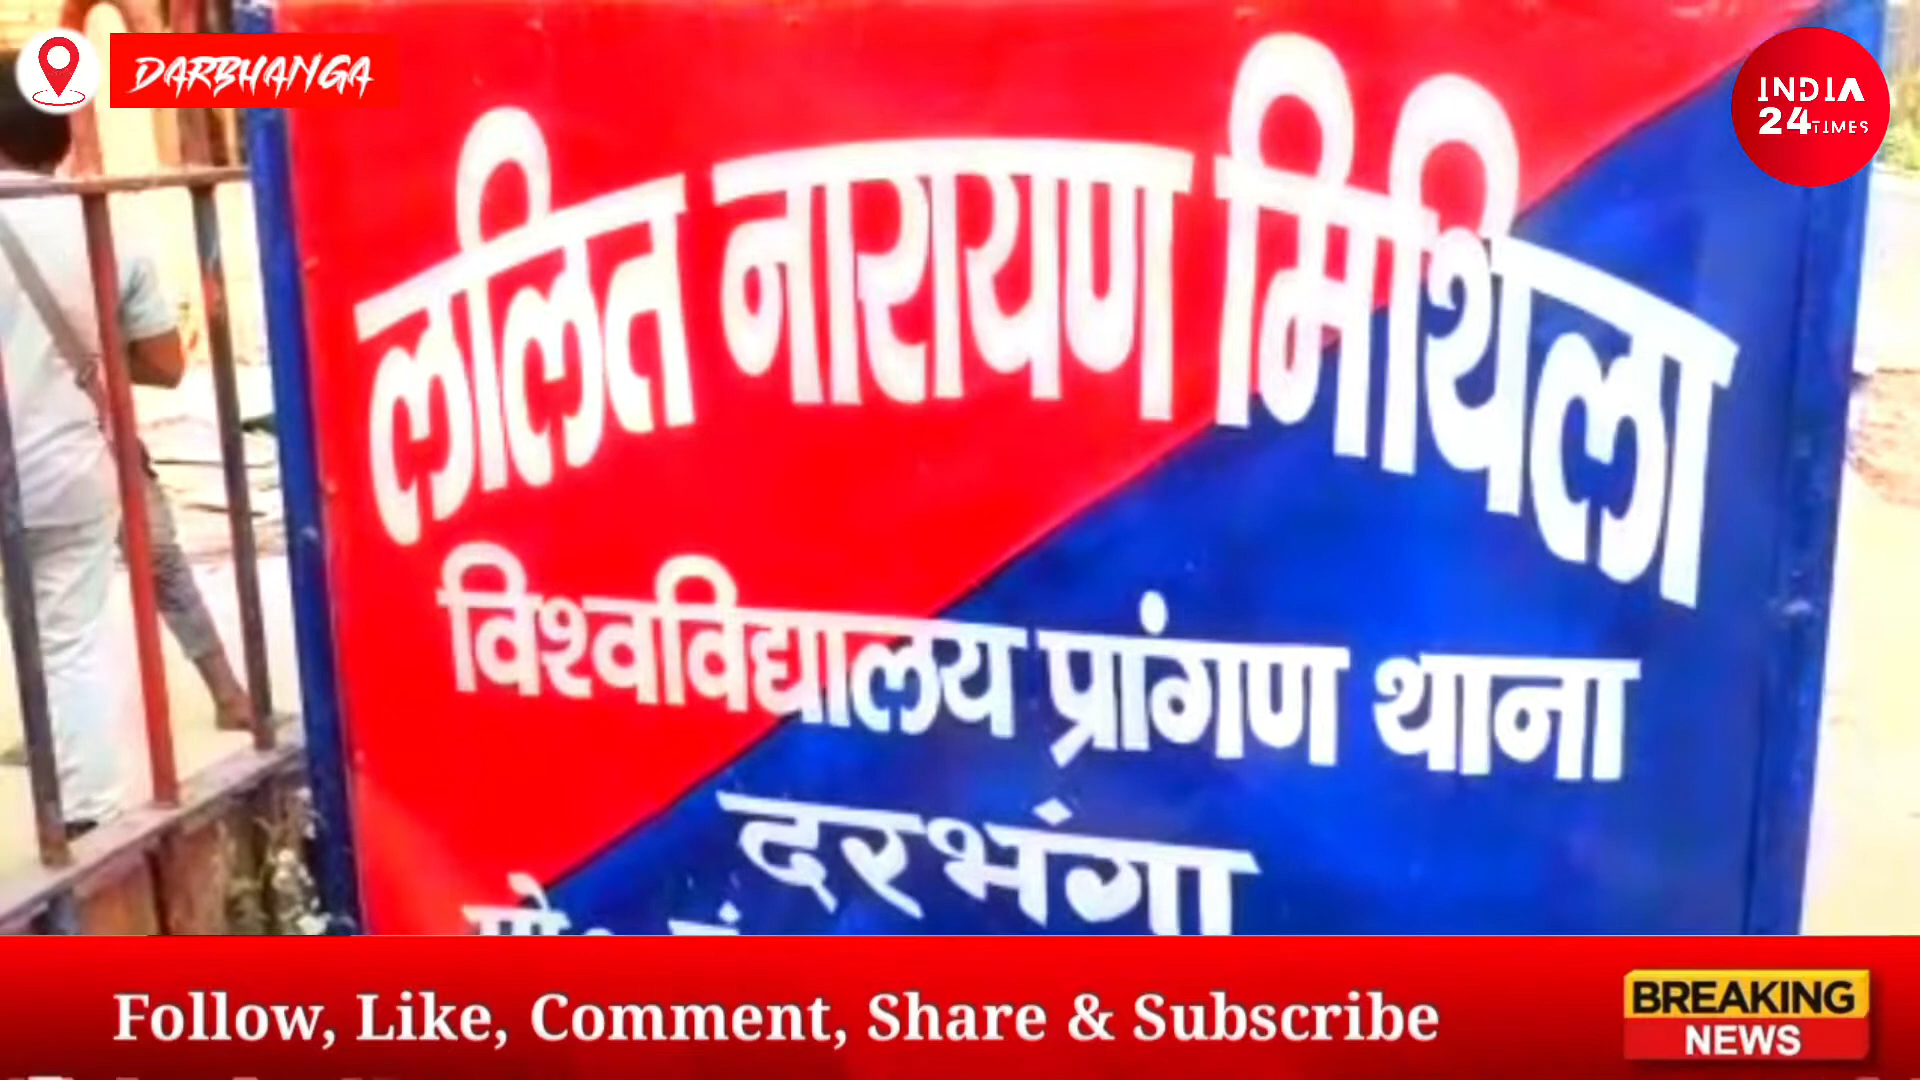 DARBHANGA
INDIA
24 TIMES
ललित नारायण मिथिला
विश्वविद्यालय प्रांगण थाना
दरभंगा
Follow, Like, Comment, Share & Subscribe
BREAKING
NEWS